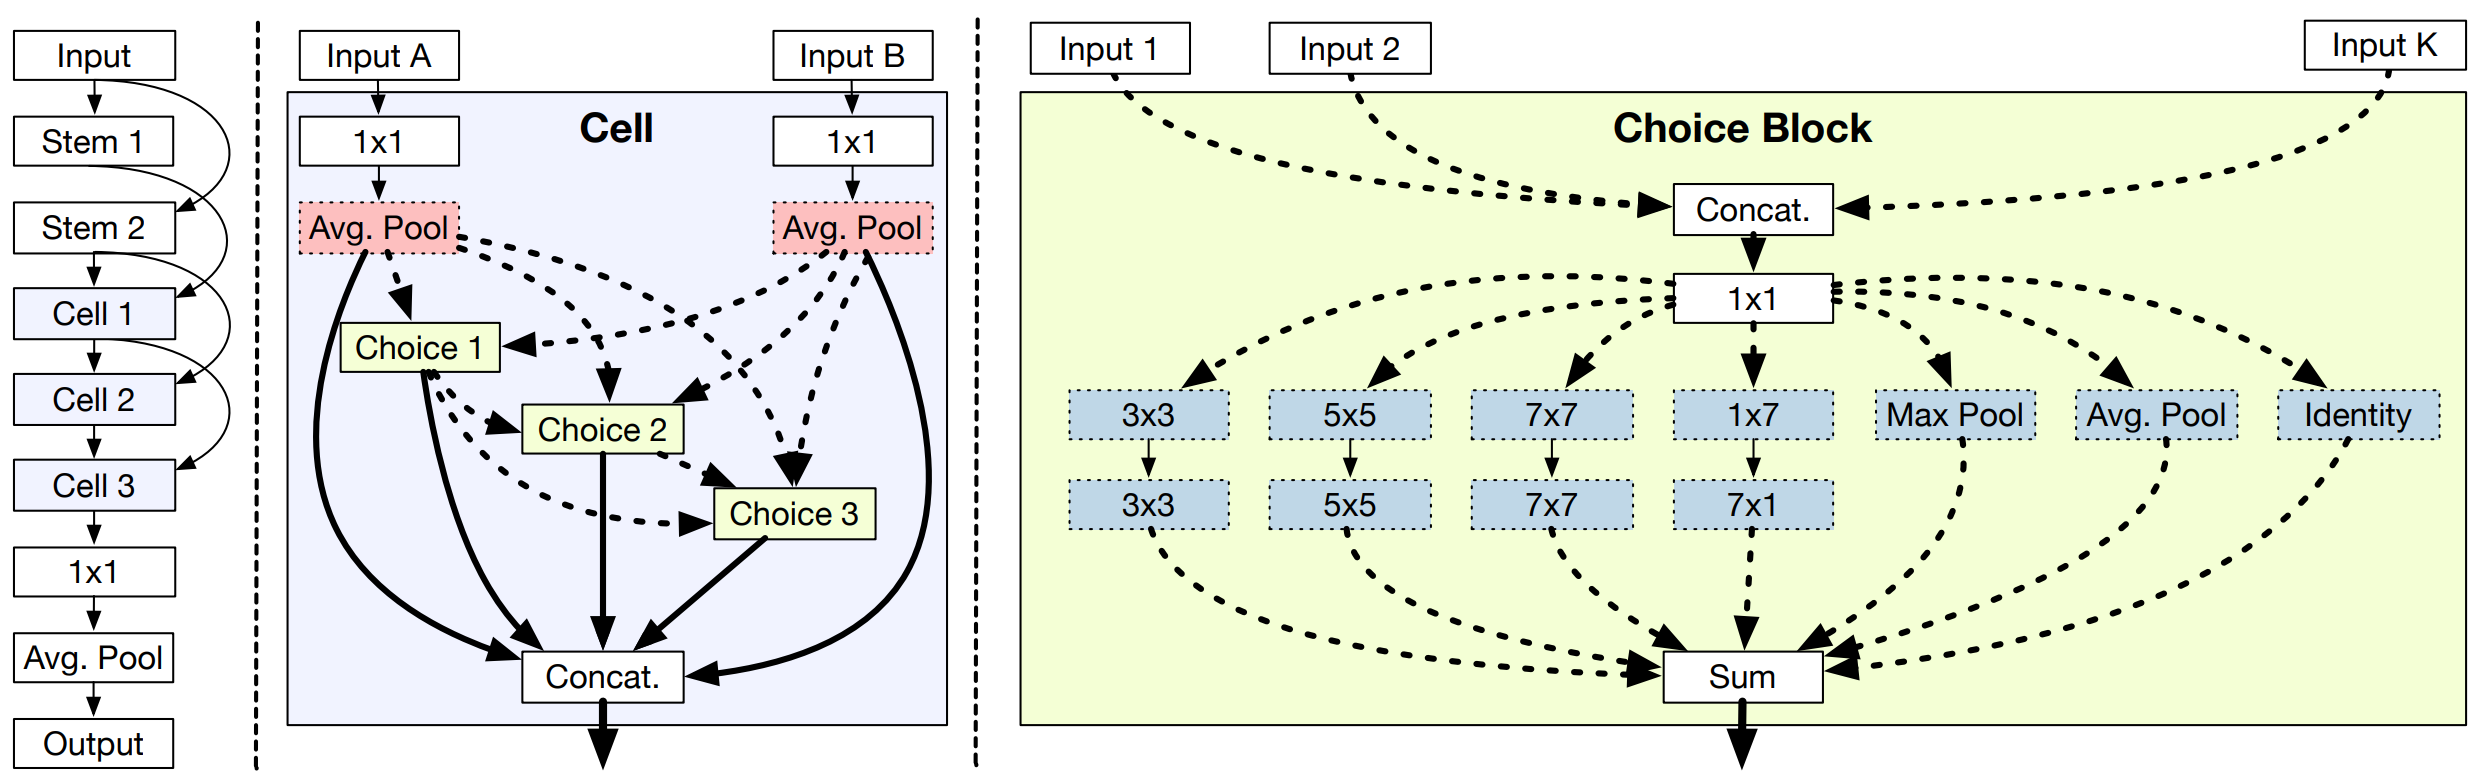 Input
Stem 1
Stem 2
Cell 1
Cell 2
Cell 3
1x1
Avg. Pool
Output
Input A
Input B
Cell
1x1
1x1
Avg. Pool
Avg. Pool
Choice 1
Choice 2
Choice 3
Concat.
Input 1
Input 2
Input K
Choice Block
Concat.
1x1
3x3
5x5
7x7
1x7
Max Pool
Avg. Pool
Identity
3x3
5x5
7x7
7x1
Sum